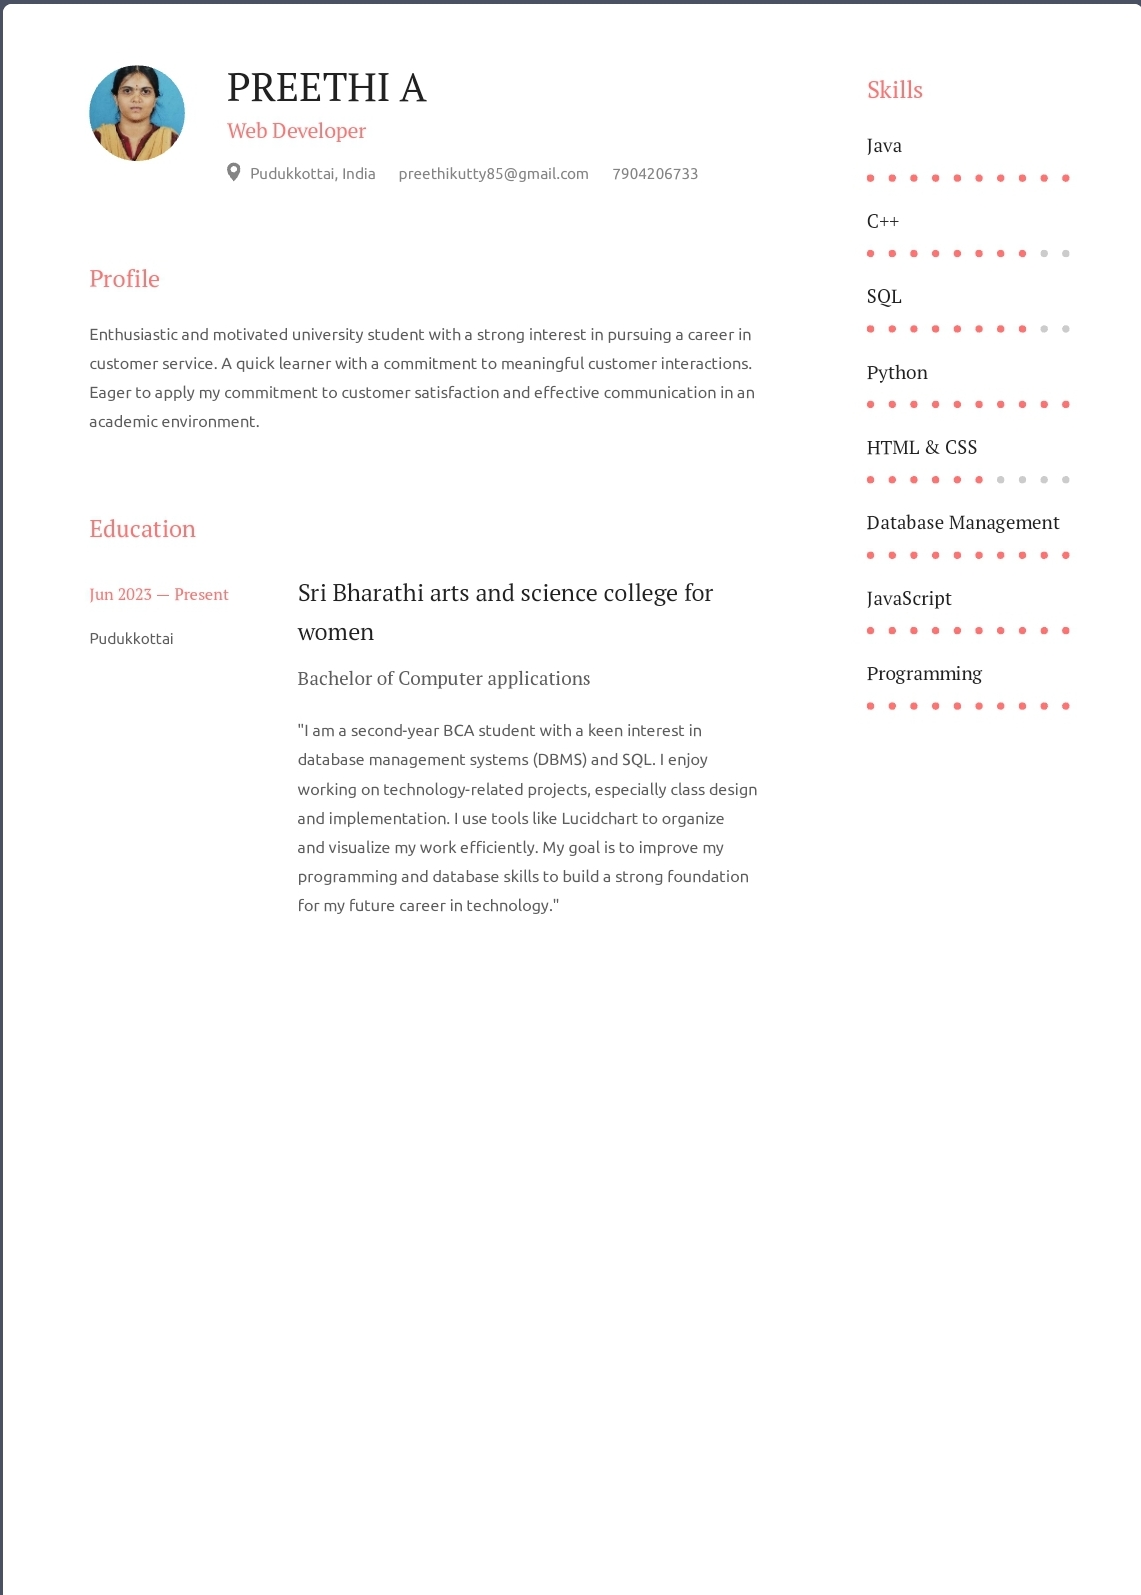 PREETHI A
Web Developer
Pudukkottai, India preethikutty85@gmail.com 7904206733
Profile
Enthusiastic and motivated university student with a strong interest in pursuing a career in
customer service. A quick learner with a commitment to meaningful customer interactions.
Eager to apply my commitment to customer satisfaction and effective communication in an
academic environment.
Education
Jun 2023 — Present
Pudukkottai
Sri Bharathi arts and science college for
women
Bachelor of Computer applications
"I am a second-year BCA student with a keen interest in
database management systems (DBMS) and SQL. I enjoy
working on technology-related projects, especially class design
and implementation. I use tools like Lucidchart to organize
and visualize my work efficiently. My goal is to improve my
programming and database skills to build a strong foundation
for my future career in technology."
Skills
Java
C++
SQL
Python
HTML & CSS
Database Management
JavaScript
Programming